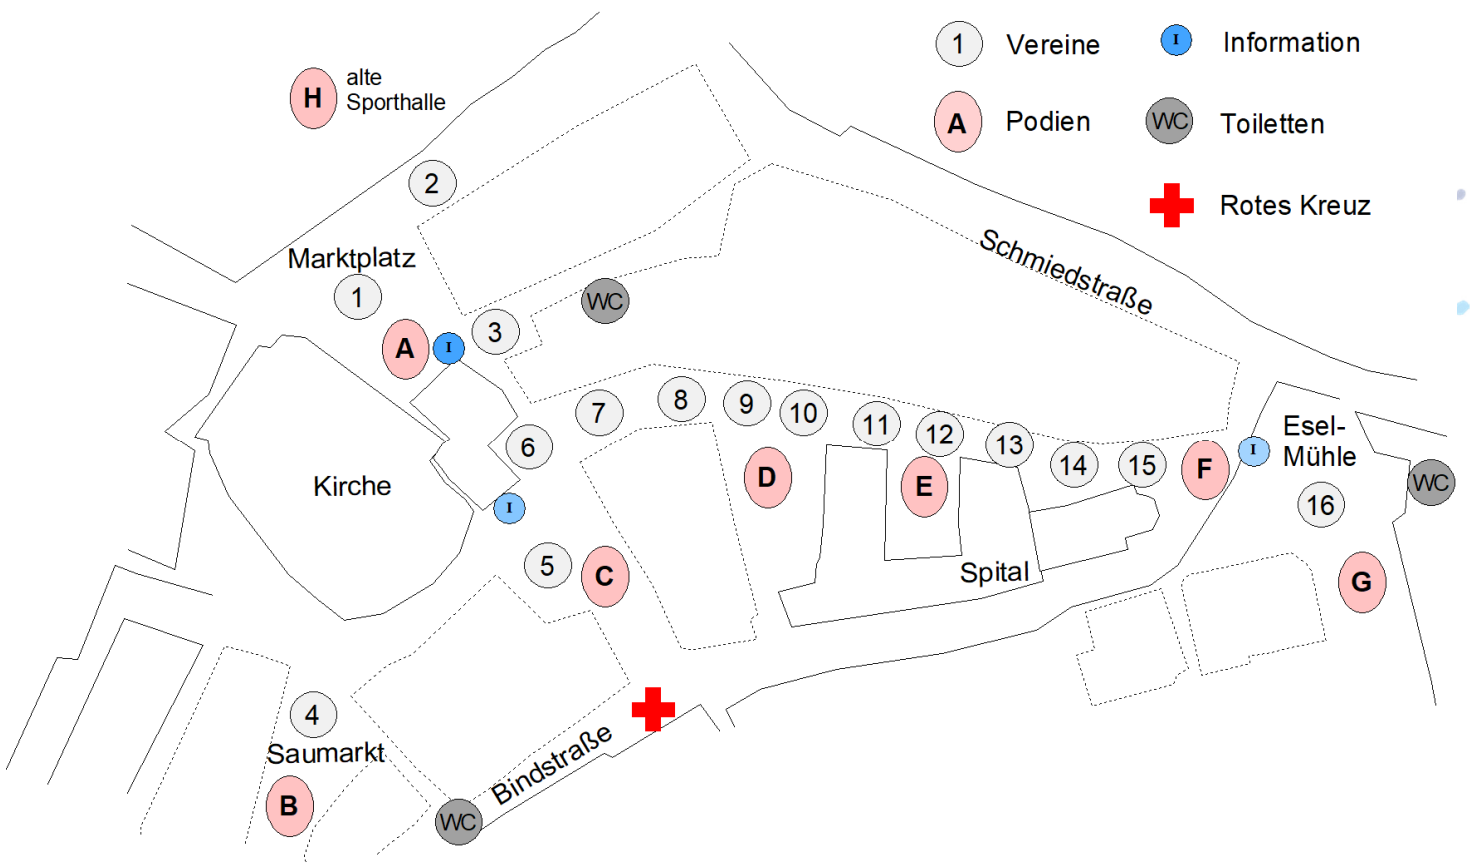 1 Vereine
I Information
A Podien
WC Toiletten
Rotes Kreuz
H alte
Sporthalle
2
Marktplatz
1
A
I
3
WC
Schmiedstraße
7
8
9
10
11
12
13
14
15
6
D
E
F
I
Esel-
Mühle
16
WC
Kirche
I
5
C
Spital
G
4
Saumarkt
B
Bindstraße
WC